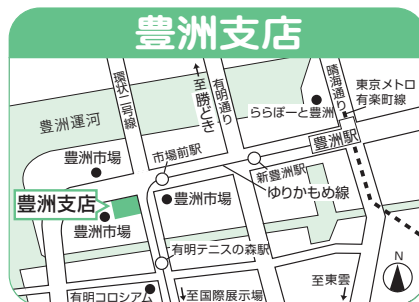 豊洲支店
環状二号線
←至勝どき
有明通り
晴海通り
東京メトロ
有楽町線
ららぽーと豊洲
豊洲運河
豊洲駅
市場前駅
豊洲市場
新豊洲駅
ゆりかもめ線
豊洲支店
豊洲市場
豊洲市場
有明テニスの森駅
有明コロシアム
↓至国際展示場
至東雲
↓
N